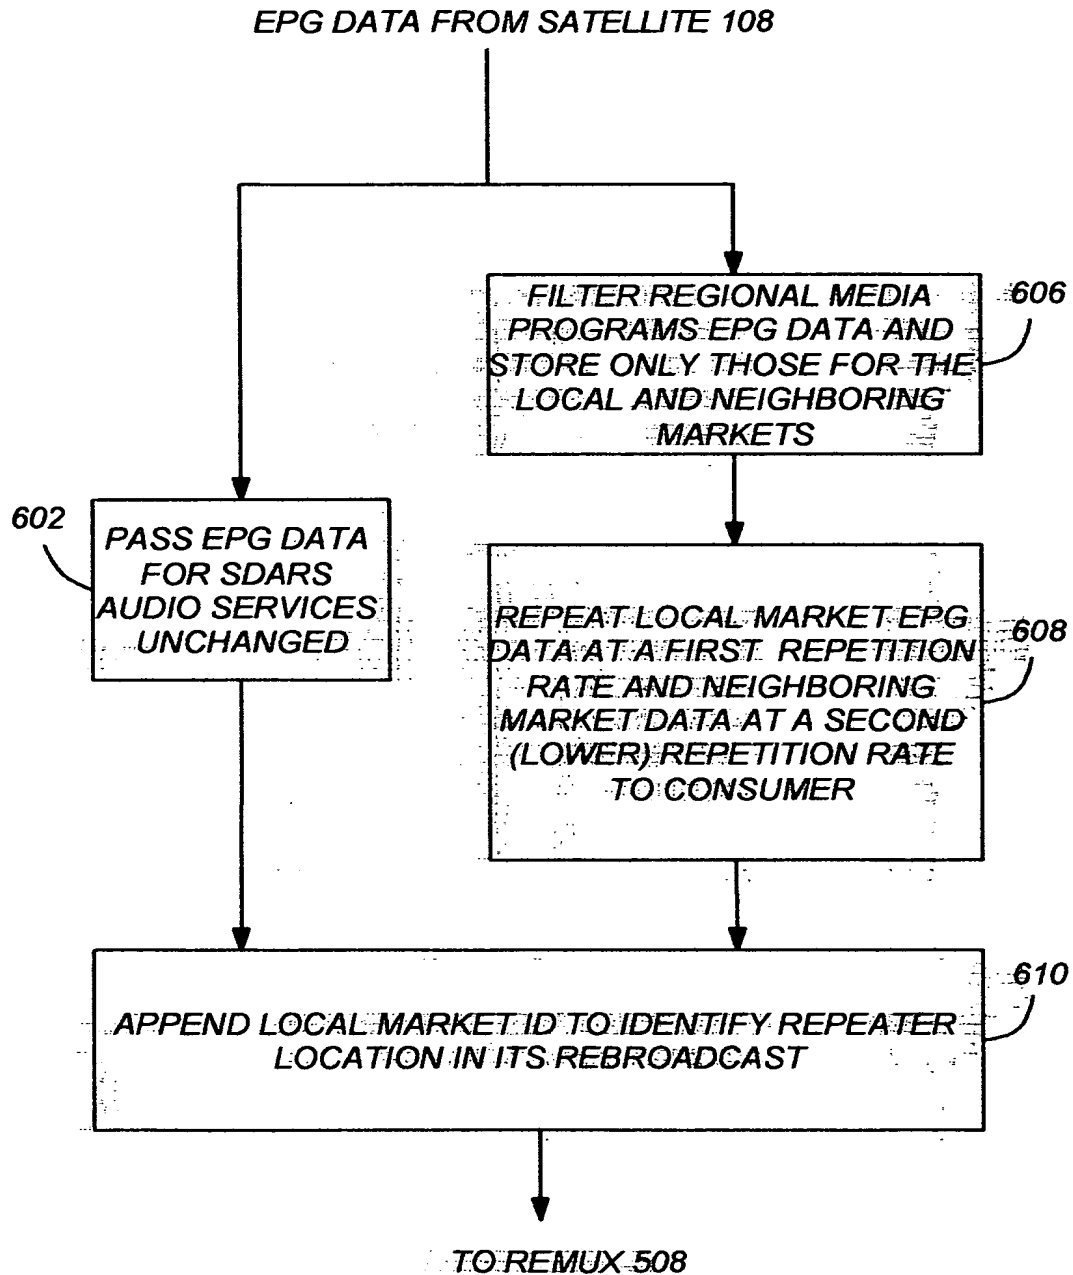 EPG DATA FROM SATELLITE 108
FILTER REGIONAL MEDIA
PROGRAMS EPG DATA AND
STORE ONLY THOSE FOR THE
LOCAL AND NEIGHBORING
MARKETS
606
602
PASS EPG DATA
FOR SDARS
AUDIO SERVICES
UNCHANGED
REPEAT LOCAL MARKET EPG
DATA AT A FIRST REPETITION
RATE AND NEIGHBORING
MARKET DATA AT A SECOND
(LOWER) REPETITION RATE
TO CONSUMER
608
APPEND LOCAL MARKET ID TO IDENTIFY REPEATER
LOCATION IN ITS REBROADCAST
610
TO REMUX 508